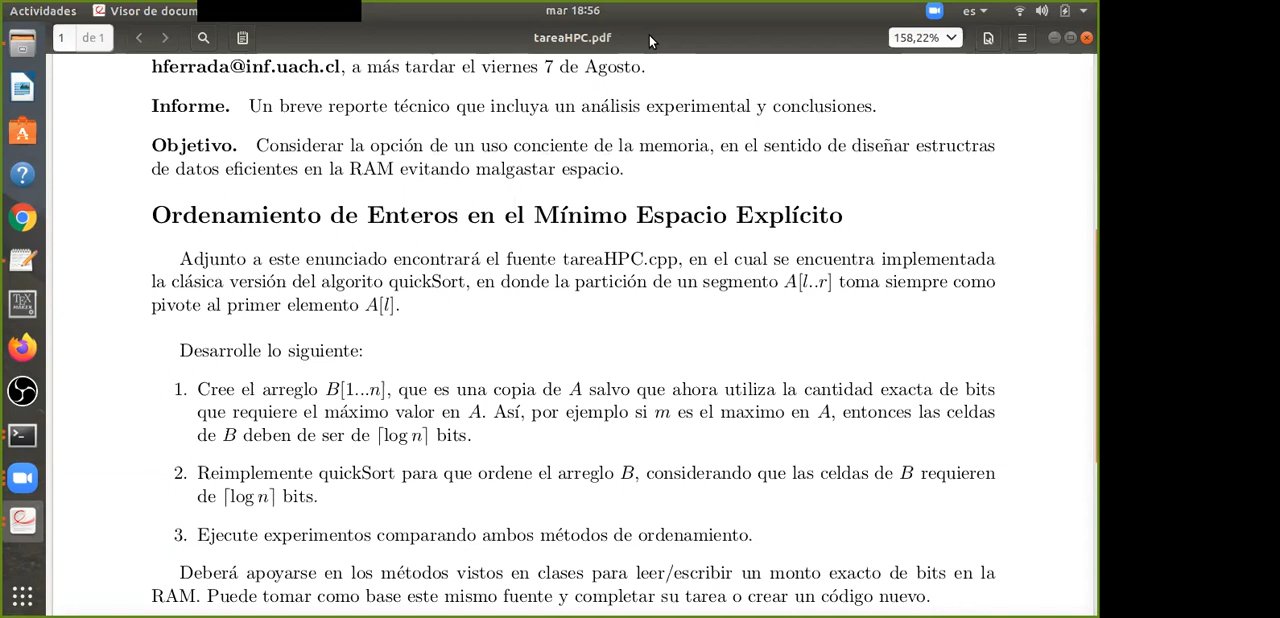 Actividades
Visor de docum
mar 18:56
es
1
de 1
tareaHPC.pdf
158,22%
hferrada@inf.uach.cl, a más tardar el viernes 7 de Agosto.
Informe. Un breve reporte técnico que incluya un análisis experimental y conclusiones.
Objetivo. Considerar la opción de un uso conciente de la memoria, en el sentido de diseñar estructras
de datos eficientes en la RAM evitando malgastar espacio.
Ordenamiento de Enteros en el Mínimo Espacio Explícito
Adjunto a este enunciado encontrará el fuente tareaHPC.cpp, en el cual se encuentra implementada
la clásica versión del algorito quickSort, en donde la partición de un segmento A[l..r] toma siempre como
pivote al primer elemento A[l].
Desarrolle lo siguiente:
1. Cree el arreglo B[1...n], que es una copia de A salvo que ahora utiliza la cantidad exacta de bits
que requiere el máximo valor en A. Así, por ejemplo si m es el maximo en A, entonces las celdas
de B deben de ser de ⌈log n⌉ bits.
2. Reimplemente quickSort para que ordene el arreglo B, considerando que las celdas de B requieren
de ⌈log n⌉ bits.
3. Ejecute experimentos comparando ambos métodos de ordenamiento.
Deberá apoyarse en los métodos vistos en clases para leer/escribir un monto exacto de bits en la
RAM. Puede tomar como base este mismo fuente y completar su tarea o crear un código nuevo.